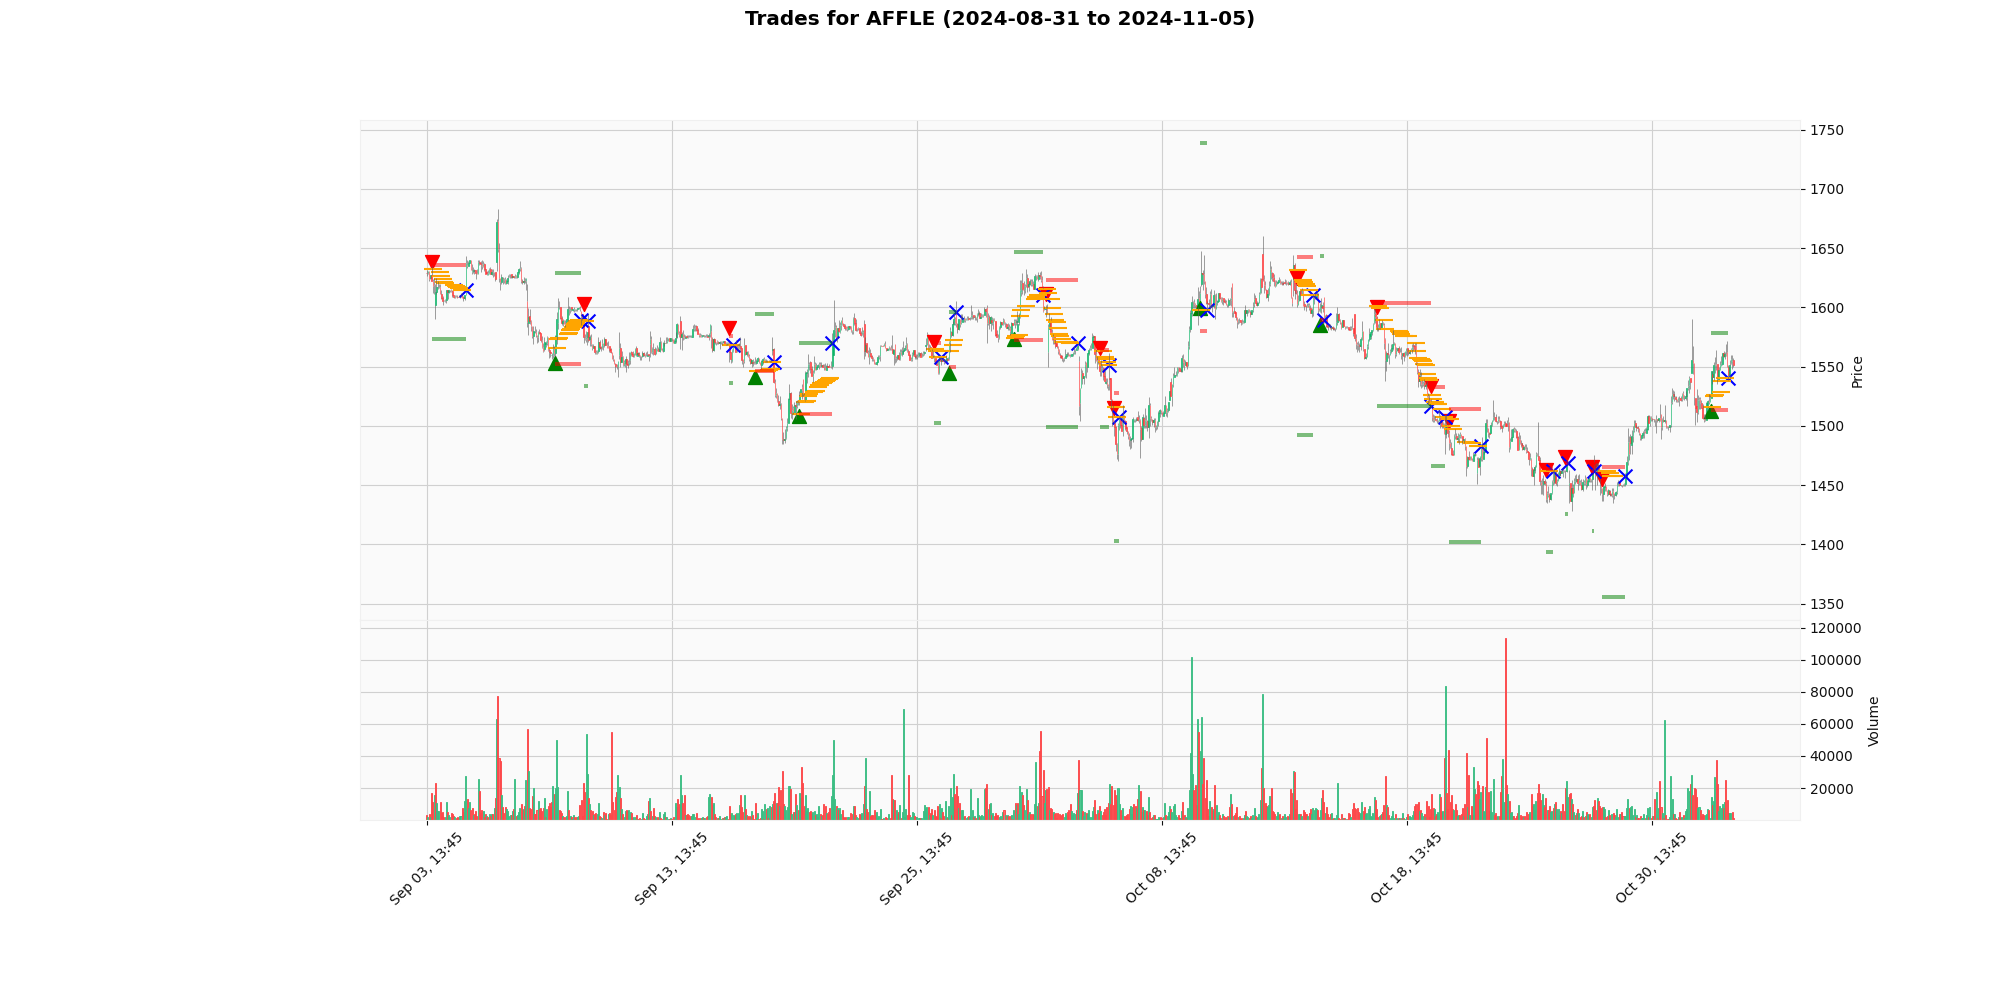 Trades for AFFLE (2024-08-31 to 2024-11-05)
1750
1700
1650
1600
1550
1500
1450
1400
1350
Price
120000
100000
80000
60000
40000
20000
Volume
Sep 03, 13:45
Sep 13, 13:45
Sep 25, 13:45
Oct 08, 13:45
Oct 18, 13:45
Oct 30, 13:45